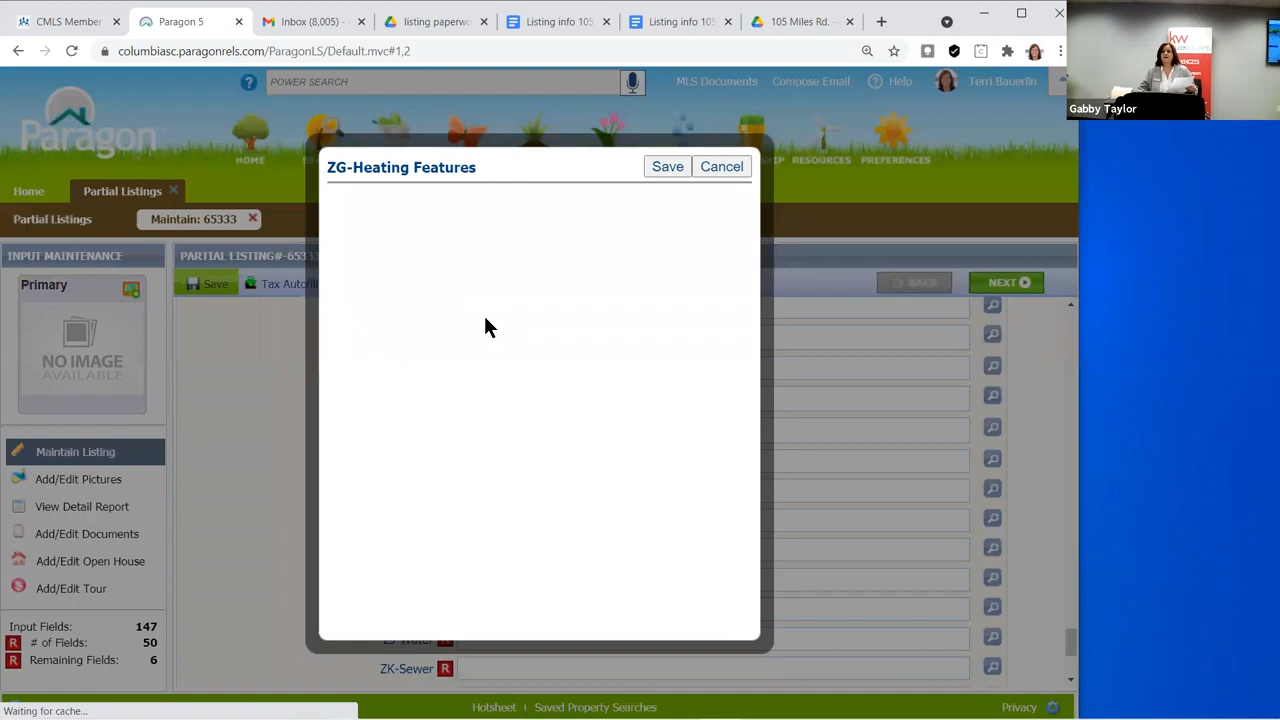 CMLS Member
Paragon 5
Inbox (8,005) -
listing paperw
Listing info 105
Listing info 105
105 Miles Rd. -
columbiasc.paragonrels.com/ParagonLS/Default.mvc#1,2
POWER SEARCH
MLS Documents
Compose Email
Help
Terri Bauerlin
kw
Gabby Taylor
Paragon
HOME
RESOURCES
PREFERENCES
Home
Partial Listings
Partial Listings
Maintain: 65333
INPUT MAINTENANCE
PARTIAL LISTING#-6533
Primary
Save
Tax Autofill
BACK
NEXT
NO IMAGE
AVAILABLE
ZG-Heating Features
Save
Cancel
Maintain Listing
Add/Edit Pictures
View Detail Report
Add/Edit Documents
Add/Edit Open House
Add/Edit Tour
Input Fields: 147
R # of Fields: 50
R Remaining Fields: 6
ZK-Sewer R
Hotsheet | Saved Property Searches
Privacy
Waiting for cache...